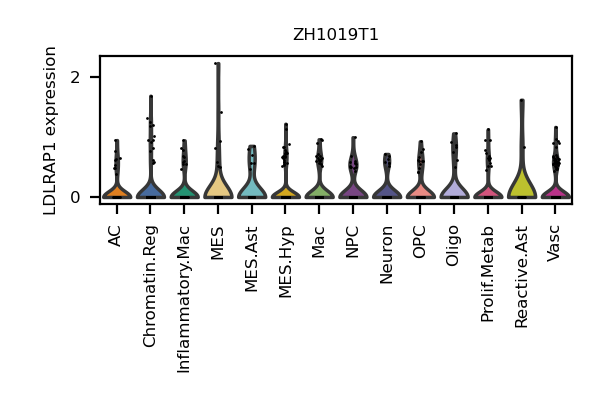 ZH1019T1
LDLRAP1 expression
2
0
AC
Chromatin.Reg
Inflammatory.Mac
MES
MES.Ast
MES.Hyp
Mac
NPC
Neuron
OPC
Oligo
Prolif.Metab
Reactive.Ast
Vasc